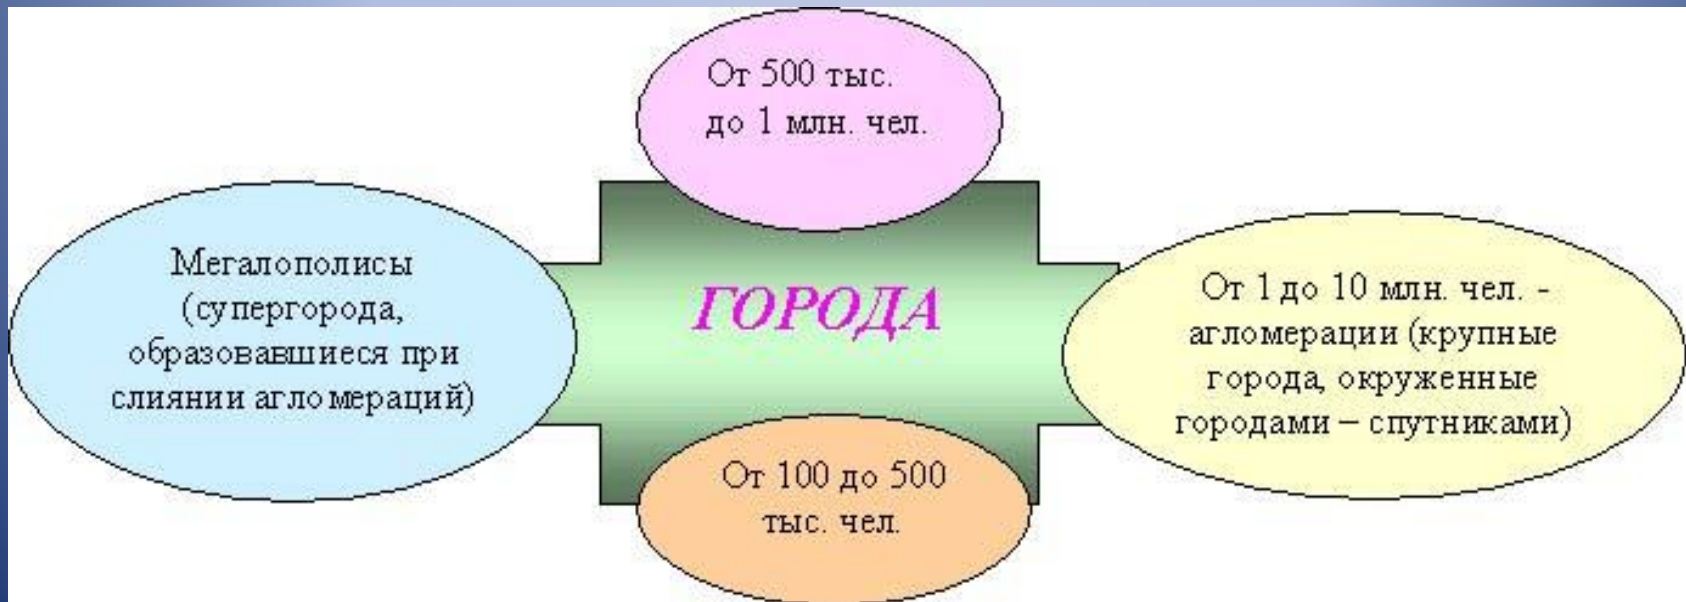 От 500 тыс.
до 1 млн. чел.
Мегалополисы
(супергорода,
образовавшиеся при
слиянии агломераций)
ГОРОДА
От 1 до 10 млн. чел. -
агломерации (крупные
города, окруженные
городами – спутниками)
От 100 до 500
тыс. чел.